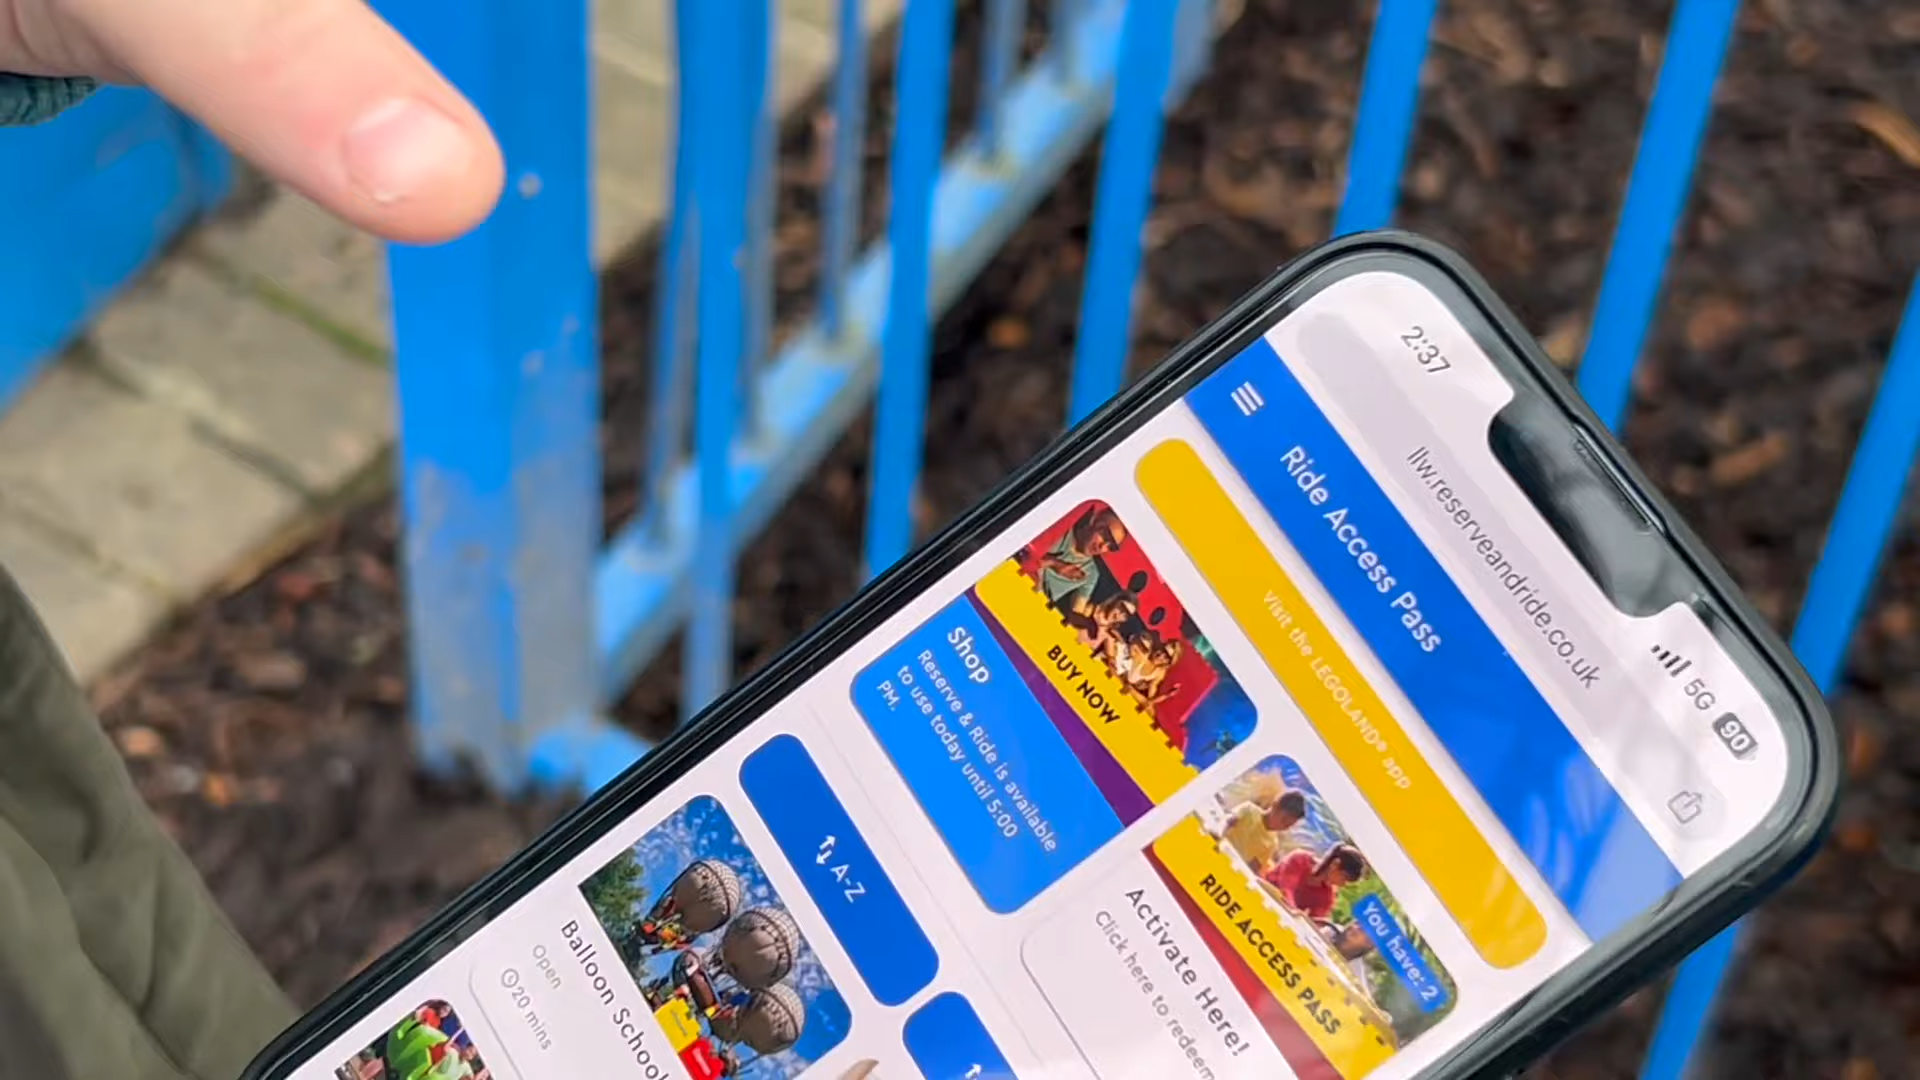 2:37
5G 90
llw.reserveandride.co.uk
Ride Access Pass
Visit the LEGOLAND® app
BUY NOW
Shop
Reserve & Ride is available
to use today until 5:00
PM.
You have: 2
RIDE ACCESS PASS
Activate Here!
Click here to redeem
A-Z
Balloon School
Open
20 mins